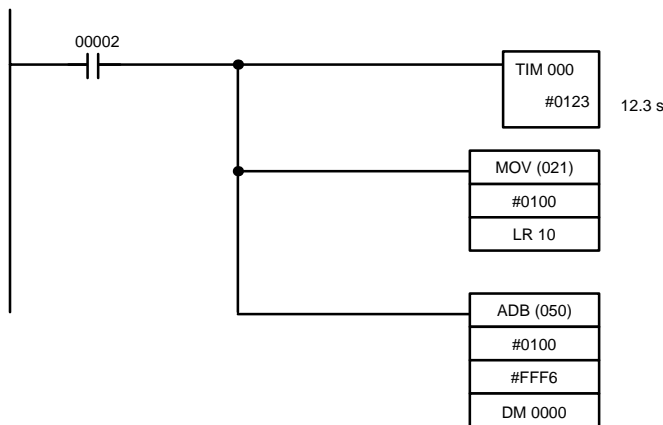 00002
TIM 000
#0123
12.3 s
MOV (021)
#0100
LR 10
ADB (050)
#0100
#FFF6
DM 0000